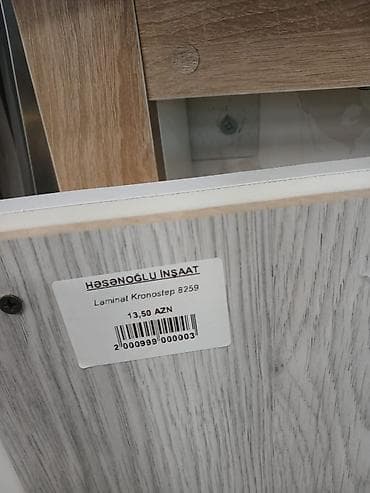 HƏSƏNOĞLU İNŞAAT
Laminat Kronostep 8259
13,50 AZN
2 000999 000003